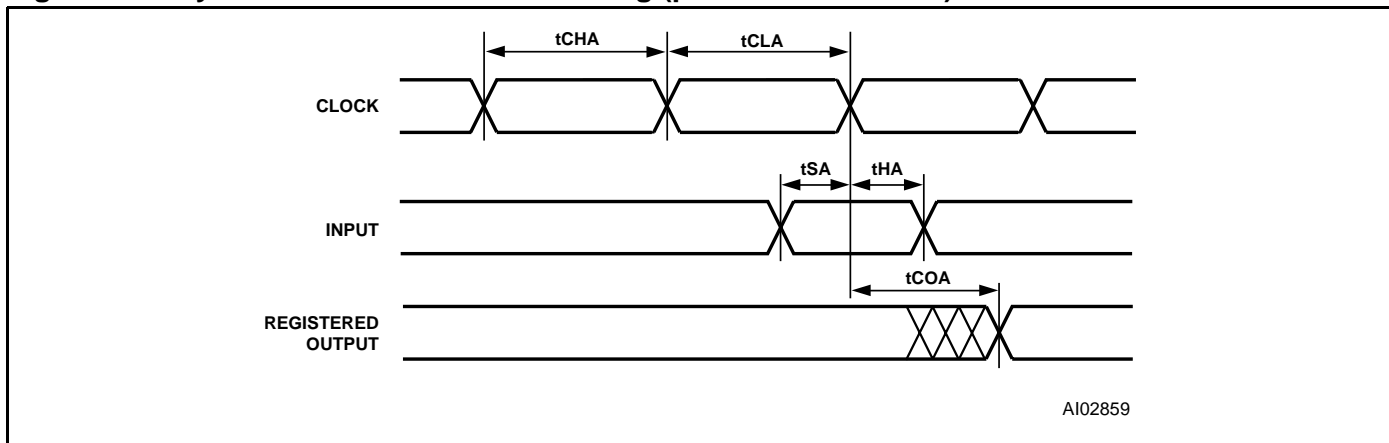 tCHA tCLA
CLOCK
tSA tHA
INPUT
tCOA
REGISTERED
OUTPUT
AI02859